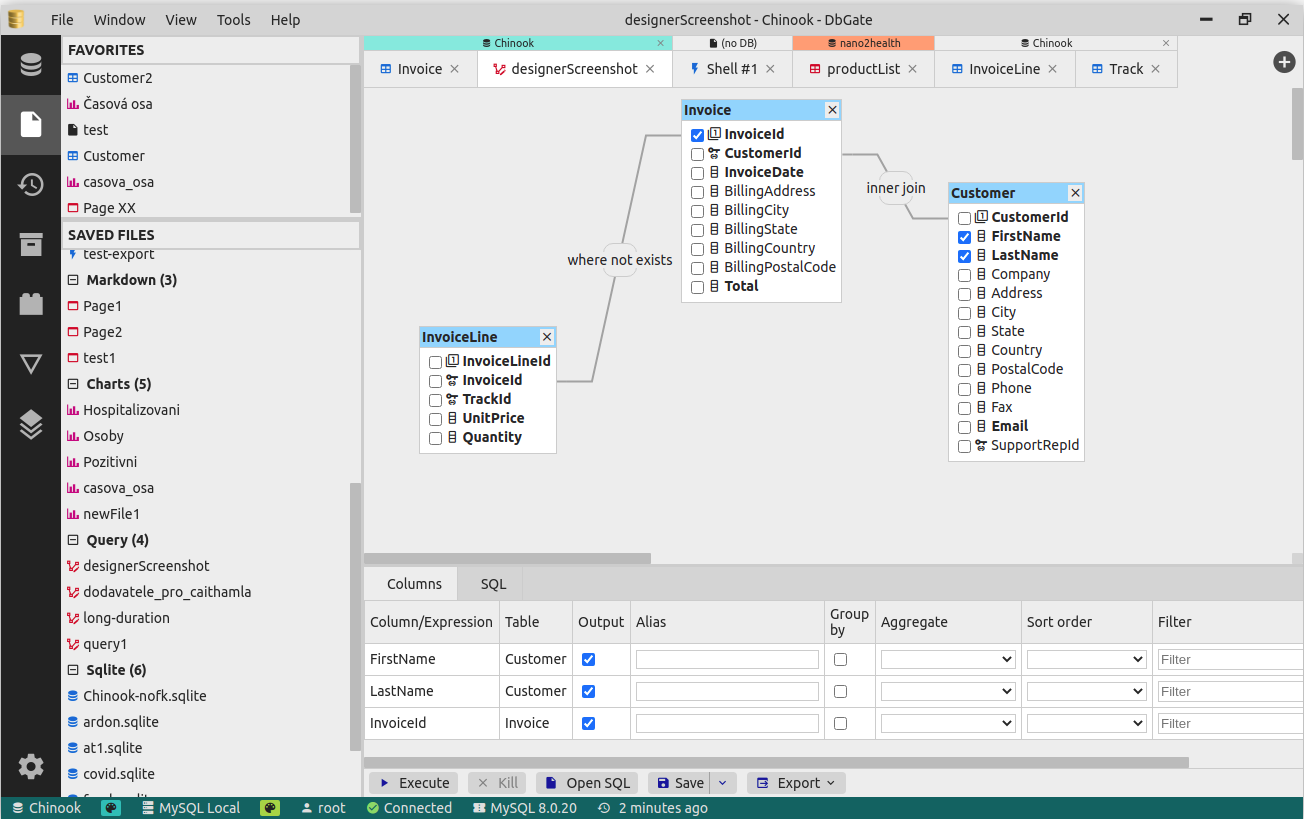 File Window View Tools Help
designerScreenshot - Chinook - DbGate
FAVORITES
Customer2
Časová osa
test
Customer
casova_osa
Page XX
SAVED FILES
test-export
Markdown (3)
Page1
Page2
test1
Charts (5)
Hospitalizovani
Osoby
Pozitivni
casova_osa
newFile1
Query (4)
designerScreenshot
dodavatele_pro_caithamla
long-duration
query1
Sqlite (6)
Chinook-nofk.sqlite
ardon.sqlite
at1.sqlite
covid.sqlite
Chinook (no DB) nano2health Chinook
Invoice designerScreenshot Shell #1 productList InvoiceLine Track
Invoice
InvoiceId
CustomerId
InvoiceDate
BillingAddress
BillingCity
BillingState
BillingCountry
BillingPostalCode
Total
inner join
where not exists
Customer
CustomerId
FirstName
LastName
Company
Address
City
State
Country
PostalCode
Phone
Fax
Email
SupportRepId
InvoiceLine
InvoiceLineId
InvoiceId
TrackId
UnitPrice
Quantity
Columns SQL
Column/Expression Table Output Alias Group by Aggregate Sort order Filter
FirstName Customer Filter
LastName Customer Filter
InvoiceId Invoice Filter
Execute Kill Open SQL Save Export
Chinook MySQL Local root Connected MySQL 8.0.20 2 minutes ago